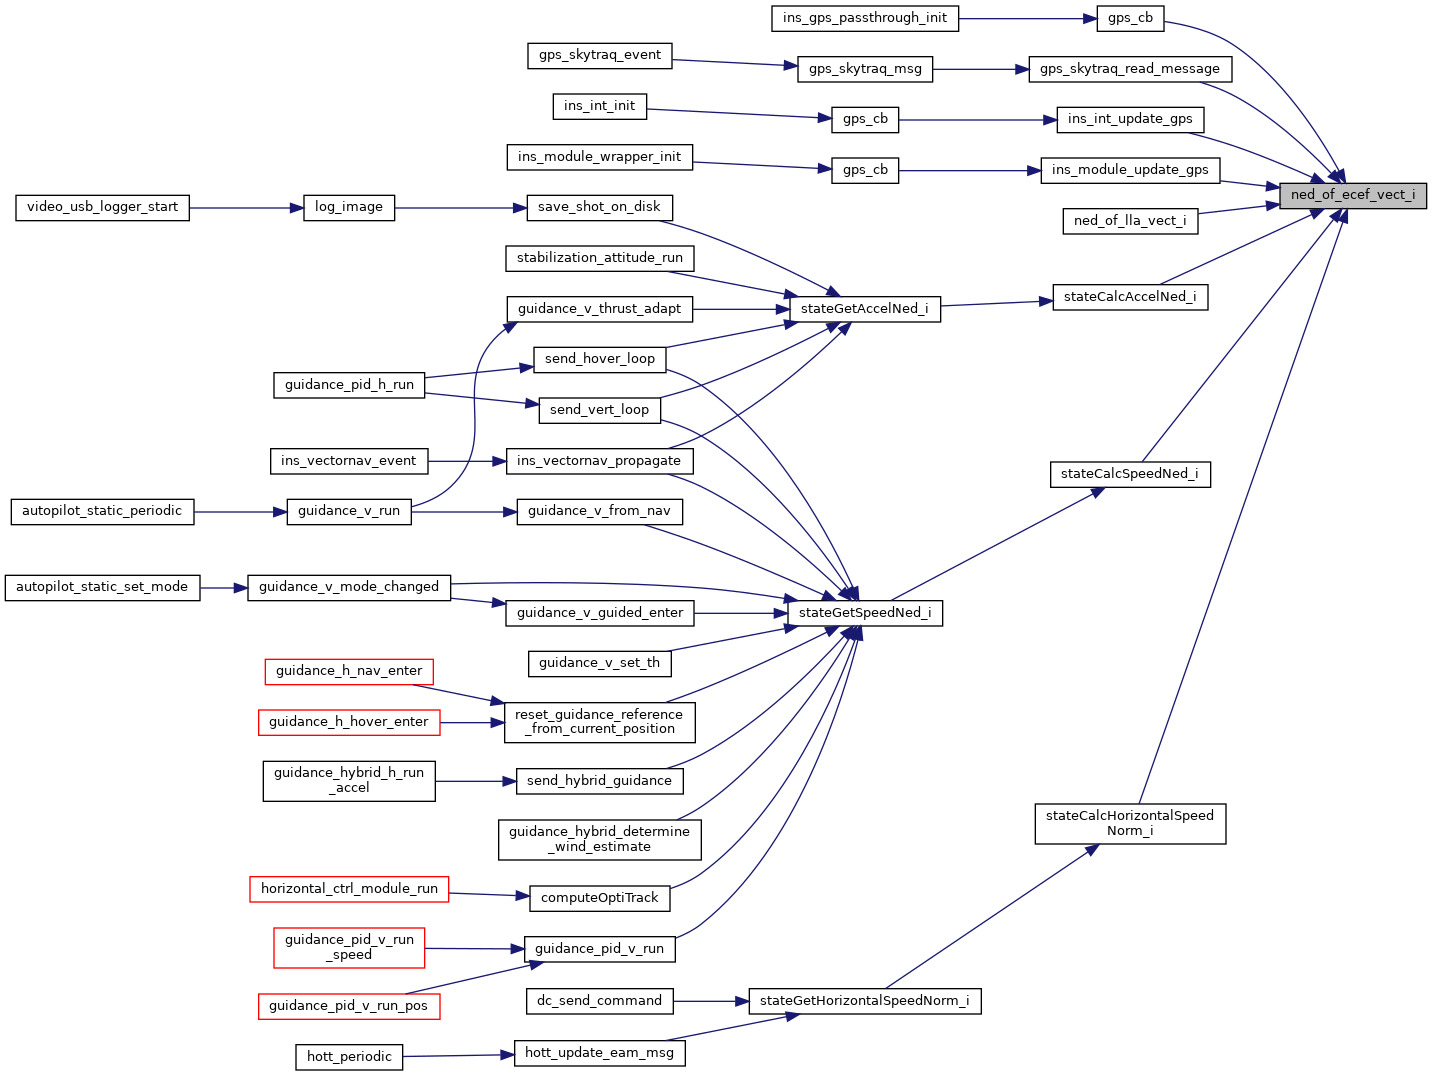 ins_gps_passthrough_init
gps_cb
gps_skytraq_event
gps_skytraq_msg
gps_skytraq_read_message
ins_int_init
gps_cb
ins_int_update_gps
ins_module_wrapper_init
gps_cb
ins_module_update_gps
ned_of_ecef_vect_i
video_usb_logger_start
log_image
save_shot_on_disk
ned_of_lla_vect_i
stabilization_attitude_run
stateCalcAccelNed_i
guidance_v_thrust_adapt
stateGetAccelNed_i
send_hover_loop
guidance_pid_h_run
send_vert_loop
ins_vectornav_event
ins_vectornav_propagate
stateCalcSpeedNed_i
autopilot_static_periodic
guidance_v_run
guidance_v_from_nav
autopilot_static_set_mode
guidance_v_mode_changed
guidance_v_guided_enter
stateGetSpeedNed_i
guidance_v_set_th
guidance_h_nav_enter
reset_guidance_reference
_from_current_position
guidance_h_hover_enter
guidance_hybrid_h_run
_accel
send_hybrid_guidance
guidance_hybrid_determine
_wind_estimate
stateCalcHorizontalSpeed
Norm_i
horizontal_ctrl_module_run
computeOptiTrack
guidance_pid_v_run
_speed
guidance_pid_v_run
guidance_pid_v_run_pos
dc_send_command
stateGetHorizontalSpeedNorm_i
hott_periodic
hott_update_eam_msg